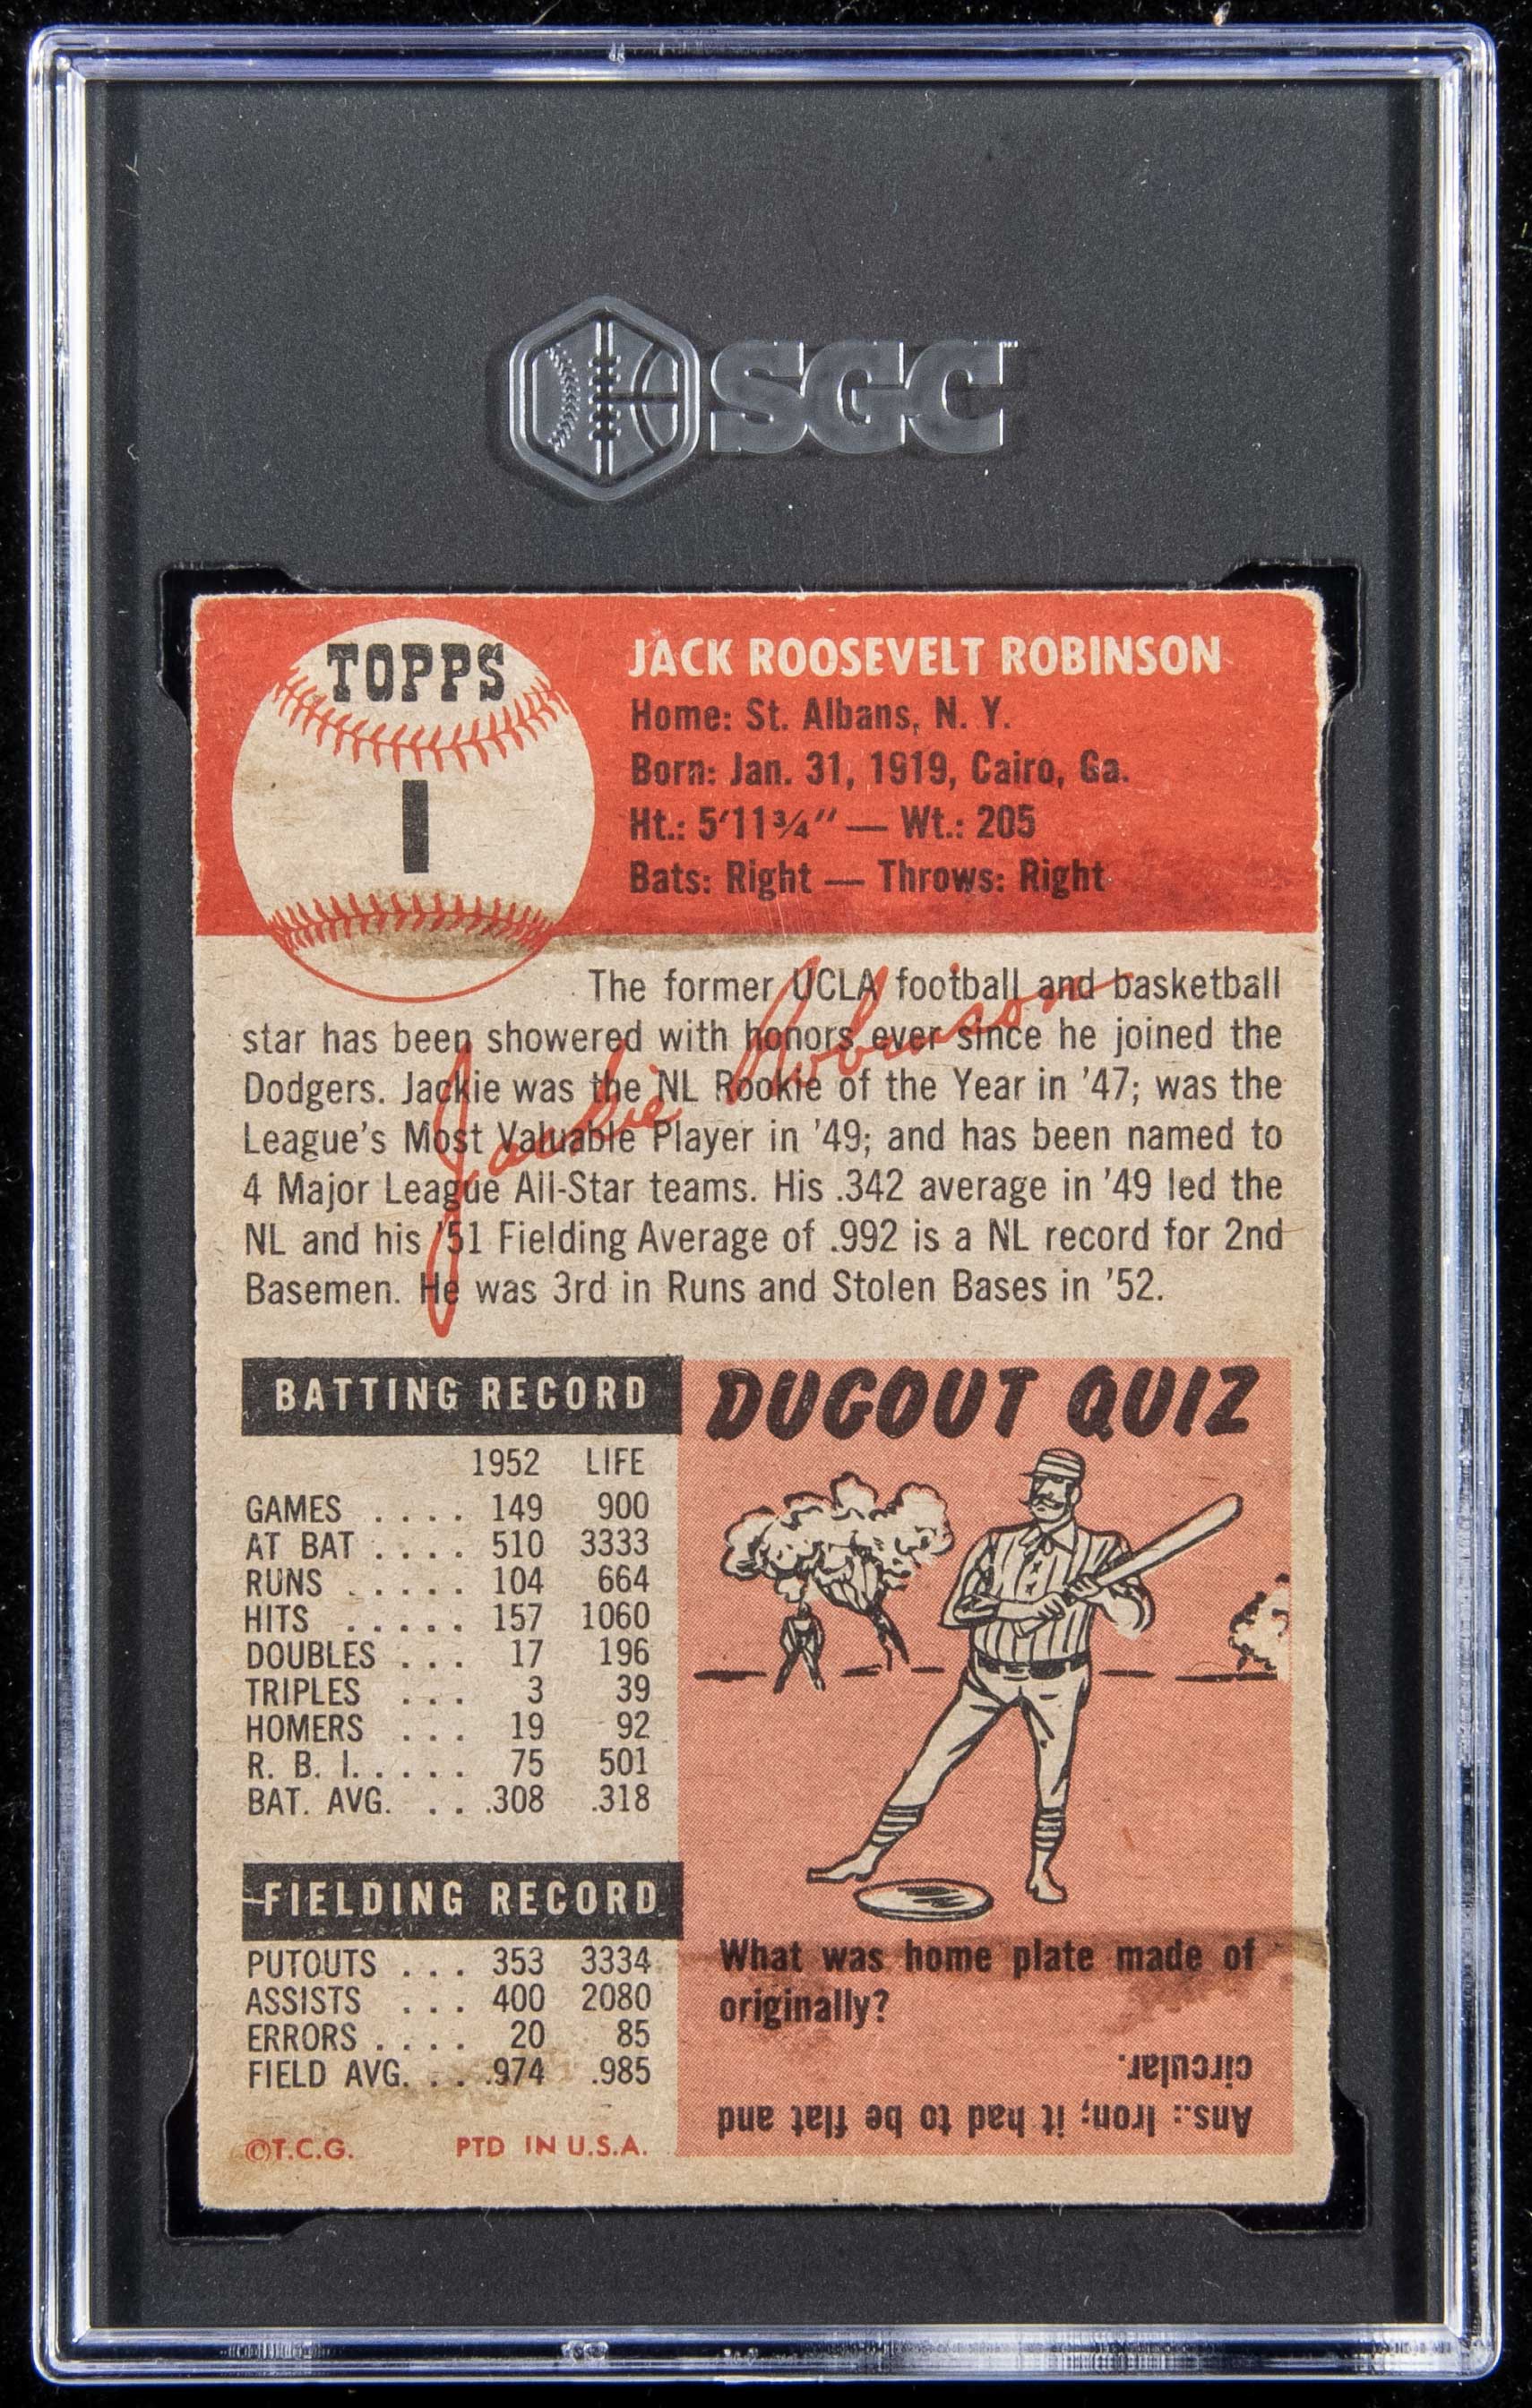 SGC
TOPPS
1
JACK ROOSEVELT ROBINSON
Home: St. Albans, N. Y.
Born: Jan. 31, 1919, Cairo, Ga.
Ht.: 5'11¾" — Wt.: 205
Bats: Right — Throws: Right
The former UCLA football and basketball
star has been showered with honors ever since he joined the
Dodgers. Jackie was the NL Rookie of the Year in '47; was the
League's Most Valuable Player in '49; and has been named to
4 Major League All-Star teams. His .342 average in '49 led the
NL and his '51 Fielding Average of .992 is a NL record for 2nd
Basemen. He was 3rd in Runs and Stolen Bases in '52.
Jackie Robinson
BATTING RECORD
1952 LIFE
GAMES . . . . 149 900
AT BAT . . . . 510 3333
RUNS . . . . . 104 664
HITS . . . . . 157 1060
DOUBLES . . . 17 196
TRIPLES . . . 3 39
HOMERS . . . 19 92
R. B. I. . . . . 75 501
BAT. AVG. . . .308 .318
FIELDING RECORD
PUTOUTS . . . 353 3334
ASSISTS . . . 400 2080
ERRORS . . . . 20 85
FIELD AVG. . . .974 .985
©T.C.G. PTD IN U.S.A.
DUGOUT QUIZ
What was home plate made of
originally?
Ans.: Iron; it had to be flat and
circular.